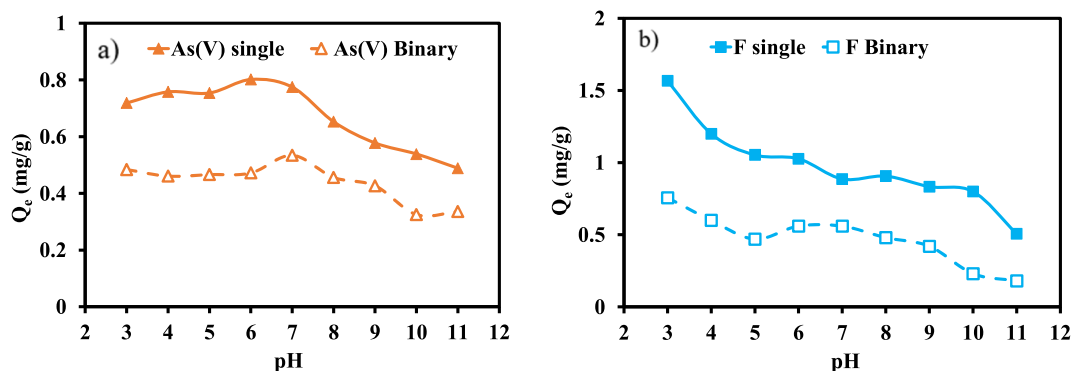 a)
As(V) single
As(V) Binary
1
0.8
0.6
0.4
0.2
0
Qe (mg/g)
2 3 4 5 6 7 8 9 10 11 12
pH
b)
F single
F Binary
2
1.5
1
0.5
0
Qe (mg/g)
2 3 4 5 6 7 8 9 10 11 12
pH